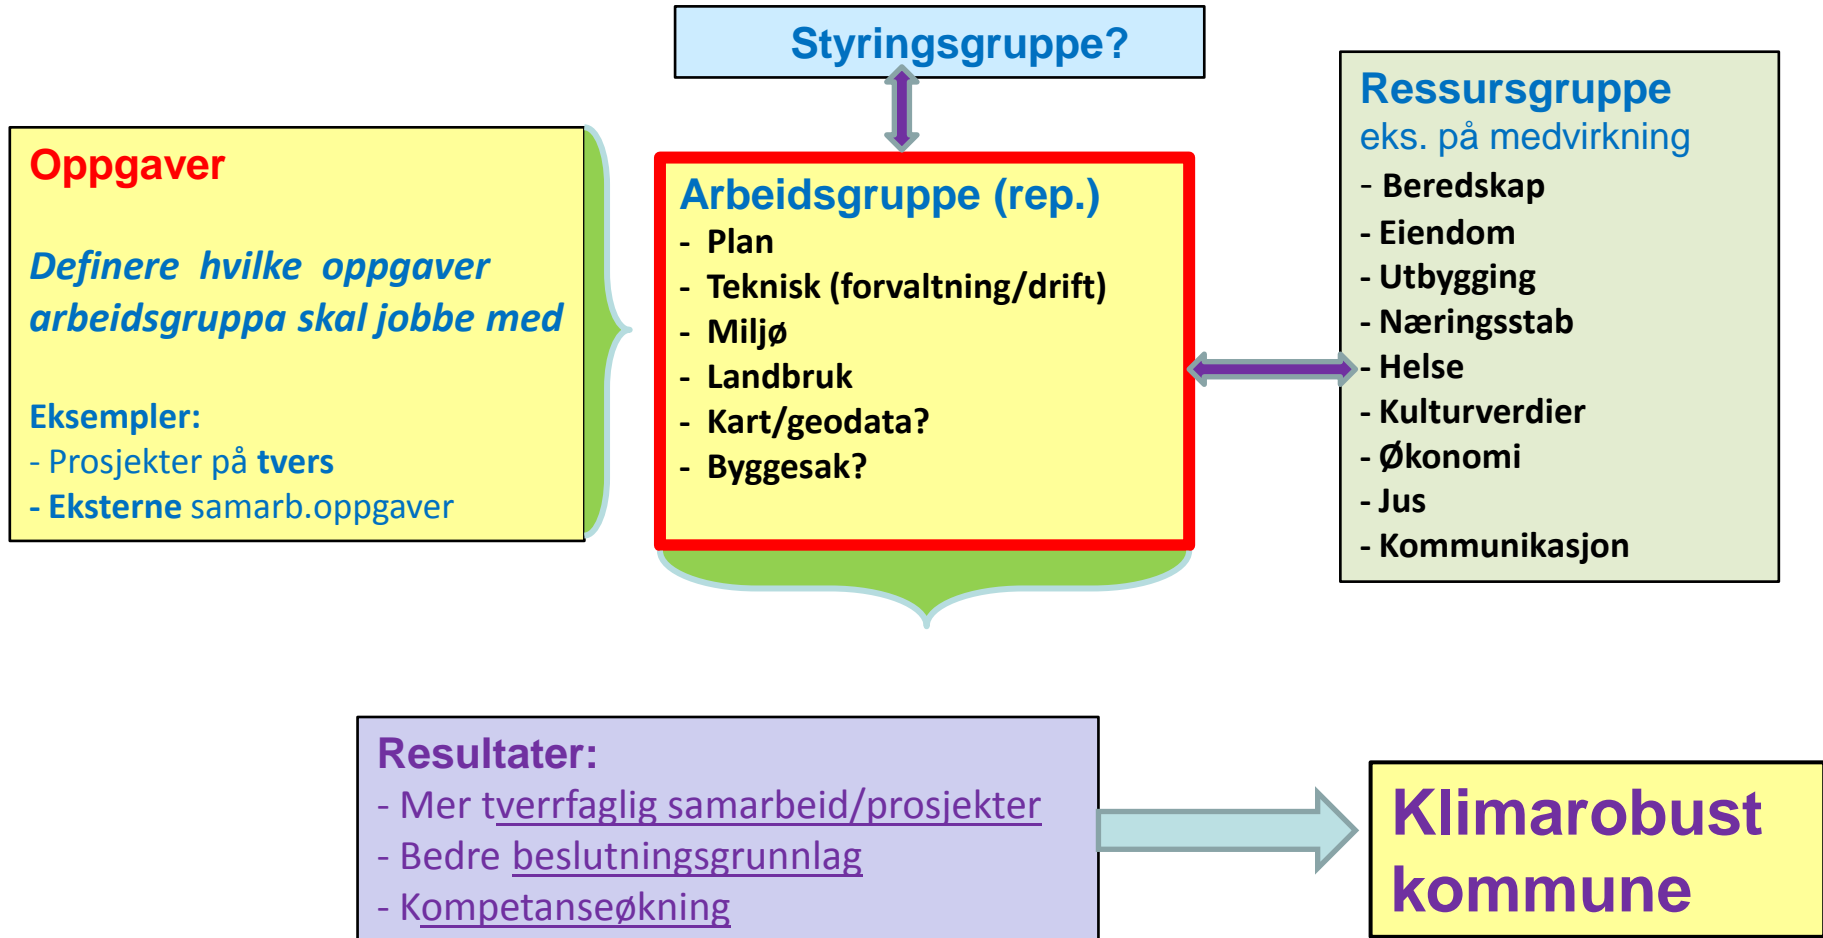 Styringsgruppe?
Oppgaver
Definere hvilke oppgaver
arbeidsgruppa skal jobbe med
Eksempler:
- Prosjekter på tvers
- Eksterne samarb.oppgaver
Arbeidsgruppe (rep.)
- Plan
- Teknisk (forvaltning/drift)
- Miljø
- Landbruk
- Kart/geodata?
- Byggesak?
Ressursgruppe
eks. på medvirkning
- Beredskap
- Eiendom
- Utbygging
- Næringsstab
- Helse
- Kulturverdier
- Økonomi
- Jus
- Kommunikasjon
Resultater:
- Mer tverrfaglig samarbeid/prosjekter
- Bedre beslutningsgrunnlag
- Kompetanseøkning
Klimarobust
kommune